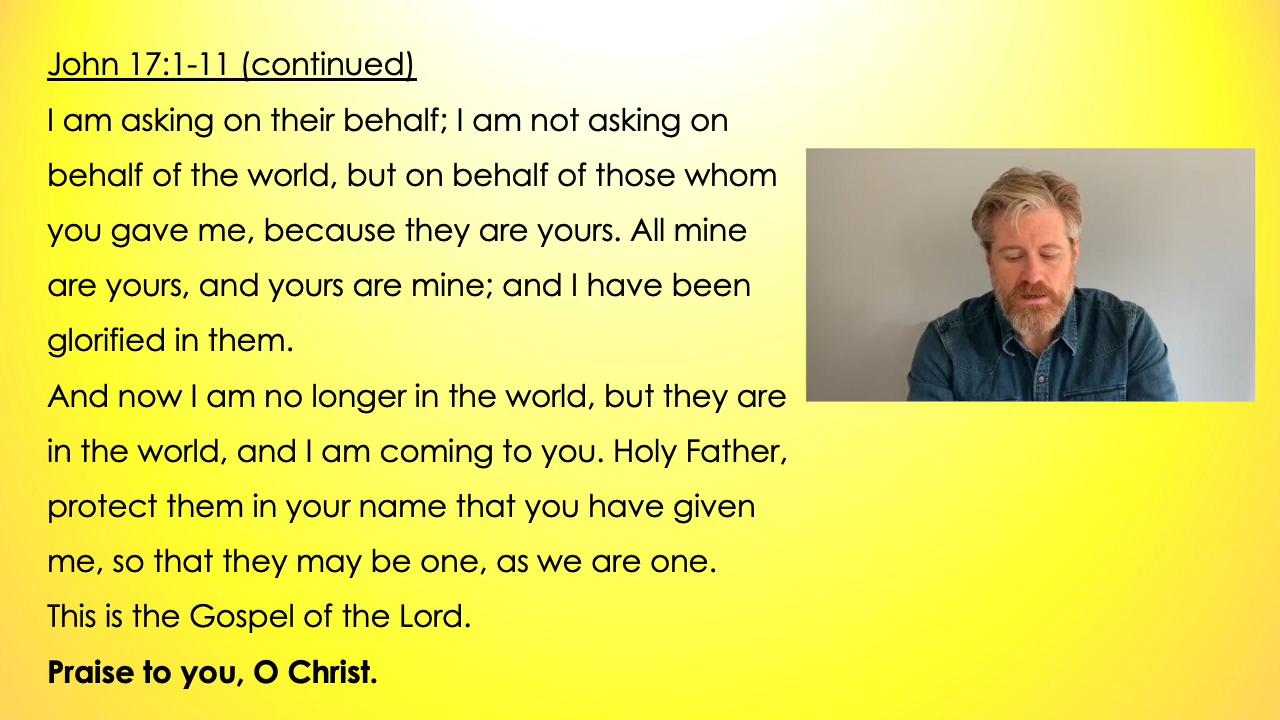 John 17:1-11 (continued)
I am asking on their behalf; I am not asking on
behalf of the world, but on behalf of those whom
you gave me, because they are yours. All mine
are yours, and yours are mine; and I have been
glorified in them.
And now I am no longer in the world, but they are
in the world, and I am coming to you. Holy Father,
protect them in your name that you have given
me, so that they may be one, as we are one.
This is the Gospel of the Lord.
Praise to you, O Christ.